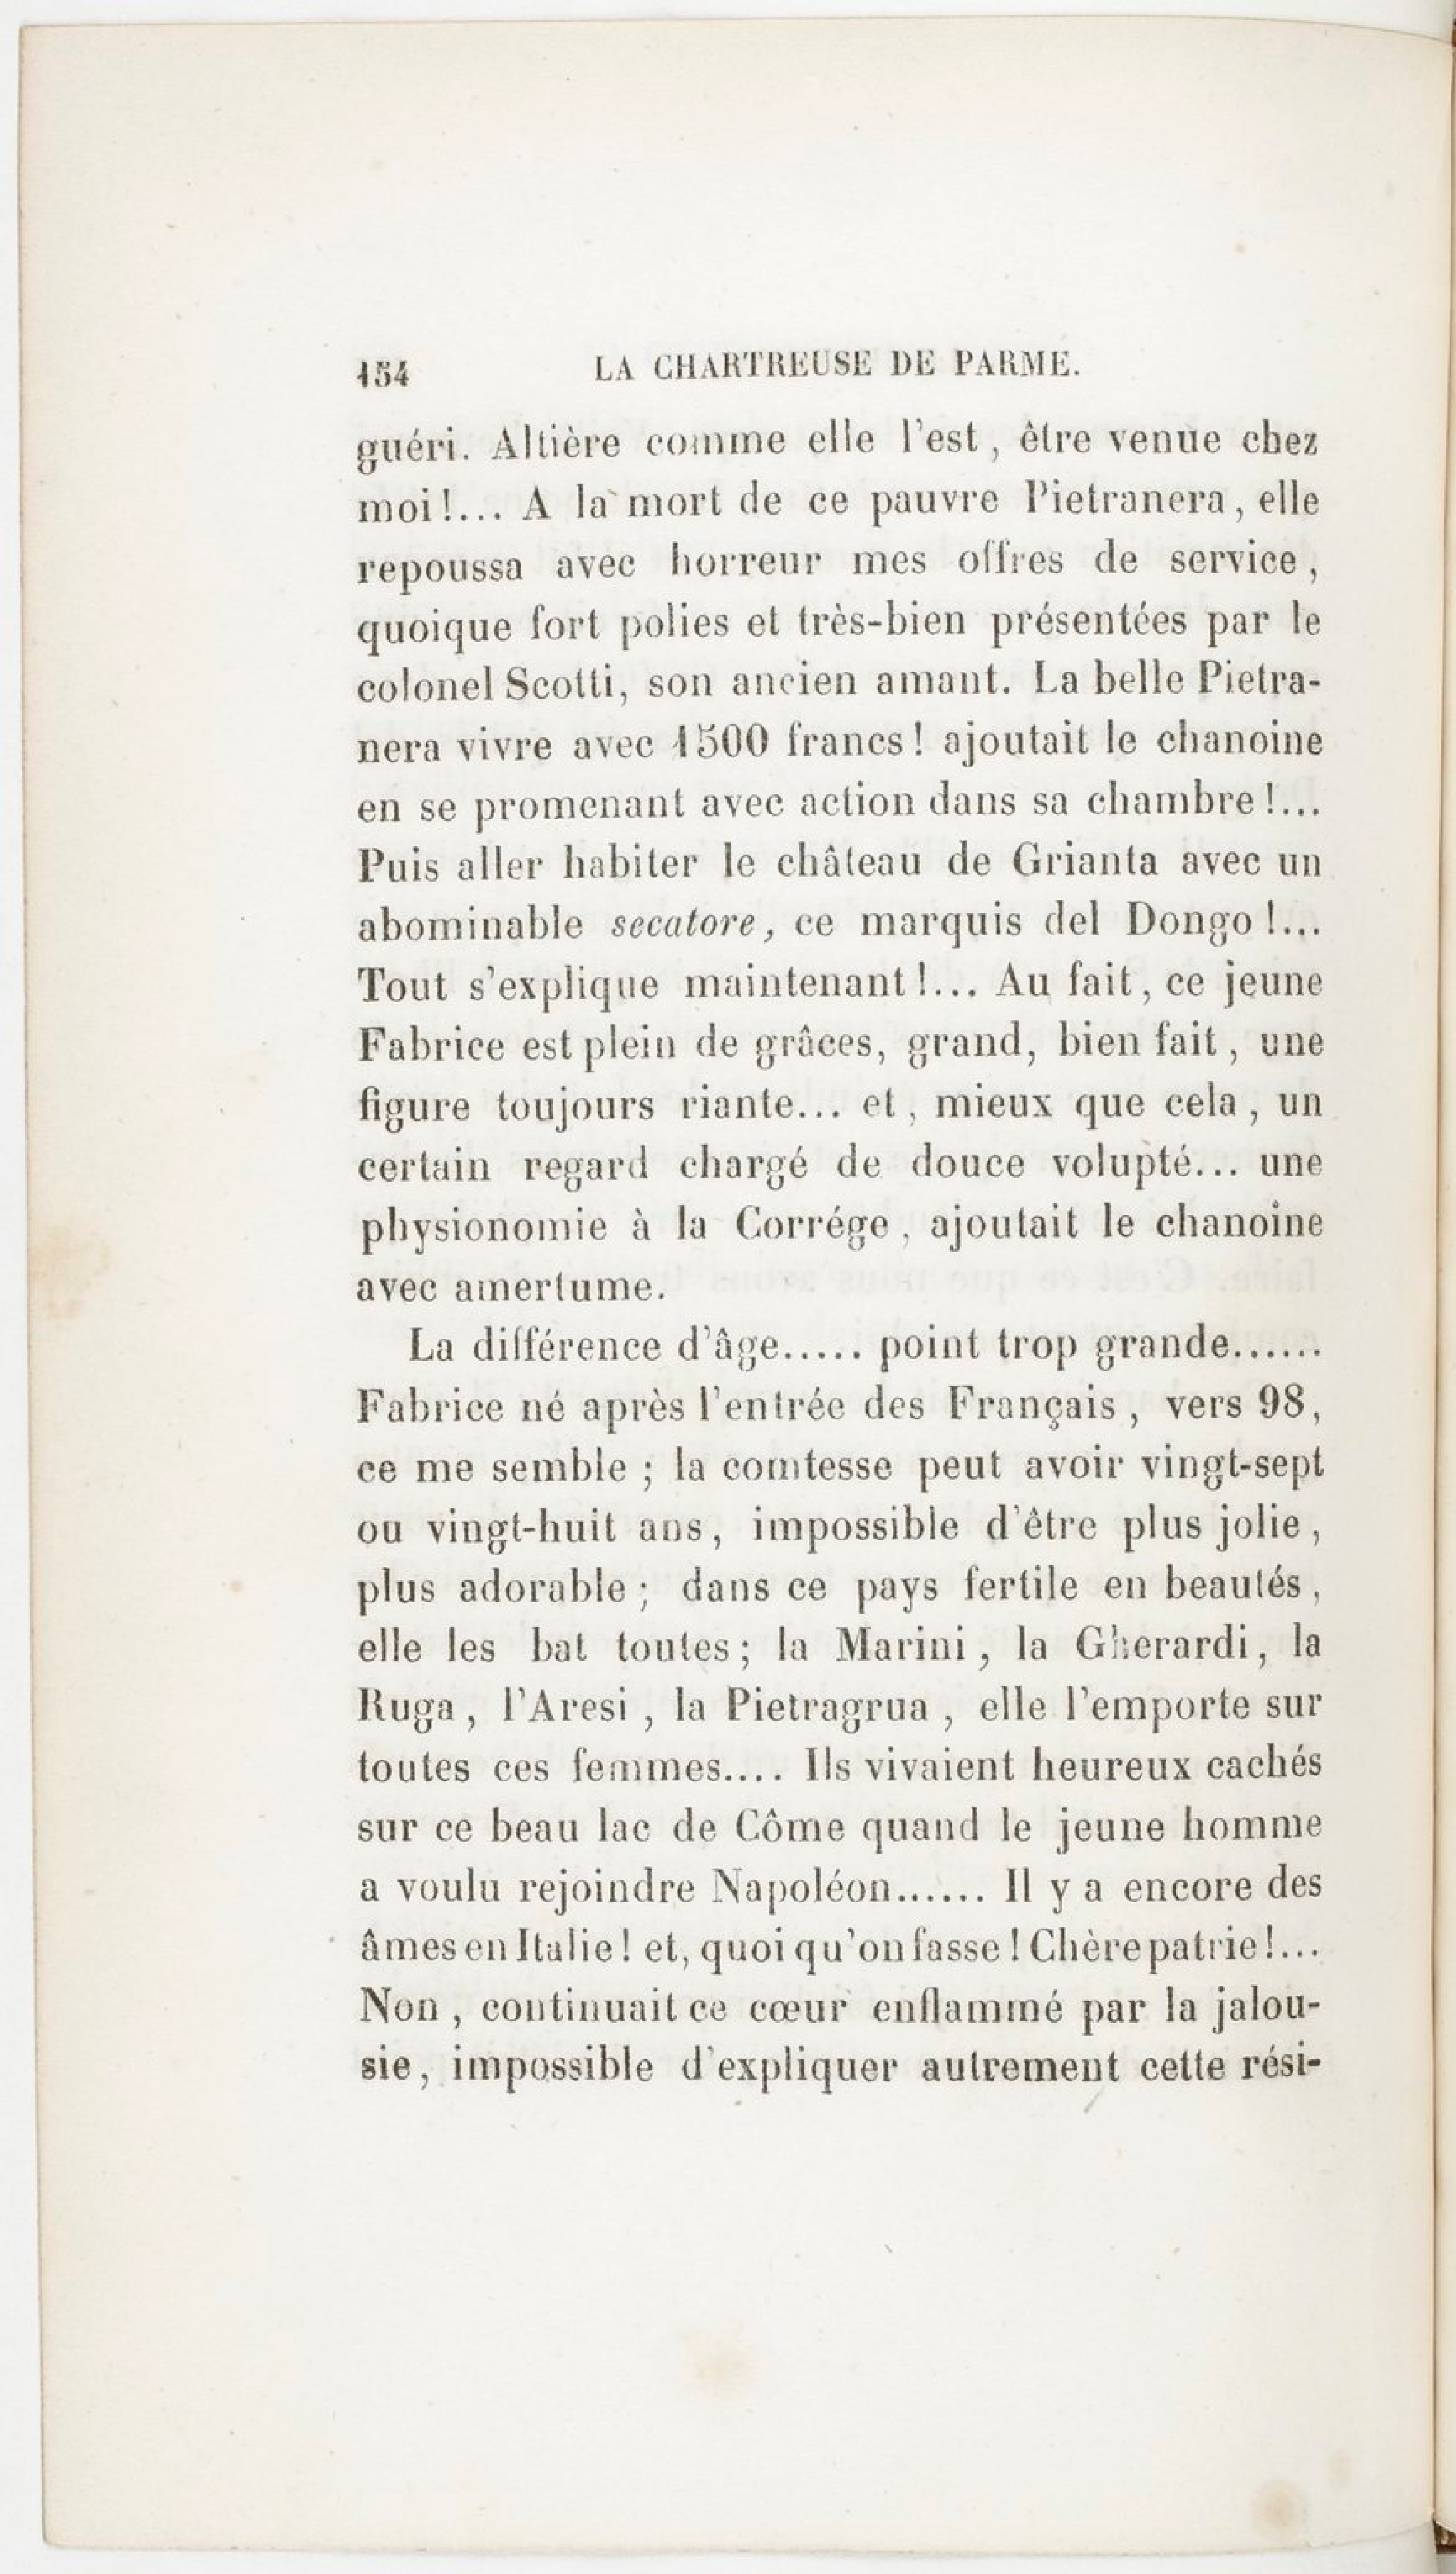 154 LA CHARTREUSE DE PARME.
guéri. Altière comme elle l'est, être venue chez
moi!... A la mort de ce pauvre Pietranera, elle
repoussa avec horreur mes offres de service,
quoique fort polies et très-bien présentées par le
colonel Scotti, son ancien amant. La belle Pietra-
nera vivre avec 1500 francs! ajoutait le chanoine
en se promenant avec action dans sa chambre!...
Puis aller habiter le château de Grianta avec un
abominable secatore, ce marquis del Dongo!...
Tout s'explique maintenant!... Au fait, ce jeune
Fabrice est plein de grâces, grand, bien fait, une
figure toujours riante... et, mieux que cela, un
certain regard chargé de douce volupté... une
physionomie à la Corrége, ajoutait le chanoine
avec amertume.
La différence d'âge..... point trop grande......
Fabrice né après l'entrée des Français, vers 98,
ce me semble ; la comtesse peut avoir vingt-sept
ou vingt-huit ans, impossible d'être plus jolie,
plus adorable ; dans ce pays fertile en beautés,
elle les bat toutes ; la Marini, la Gherardi, la
Ruga, l'Aresi, la Pietragrua, elle l'emporte sur
toutes ces femmes.... Ils vivaient heureux cachés
sur ce beau lac de Côme quand le jeune homme
a voulu rejoindre Napoléon...... Il y a encore des
âmes en Italie! et, quoi qu'on fasse! Chère patrie!...
Non, continuait ce cœur enflammé par la jalou-
sie, impossible d'expliquer autrement cette rési-